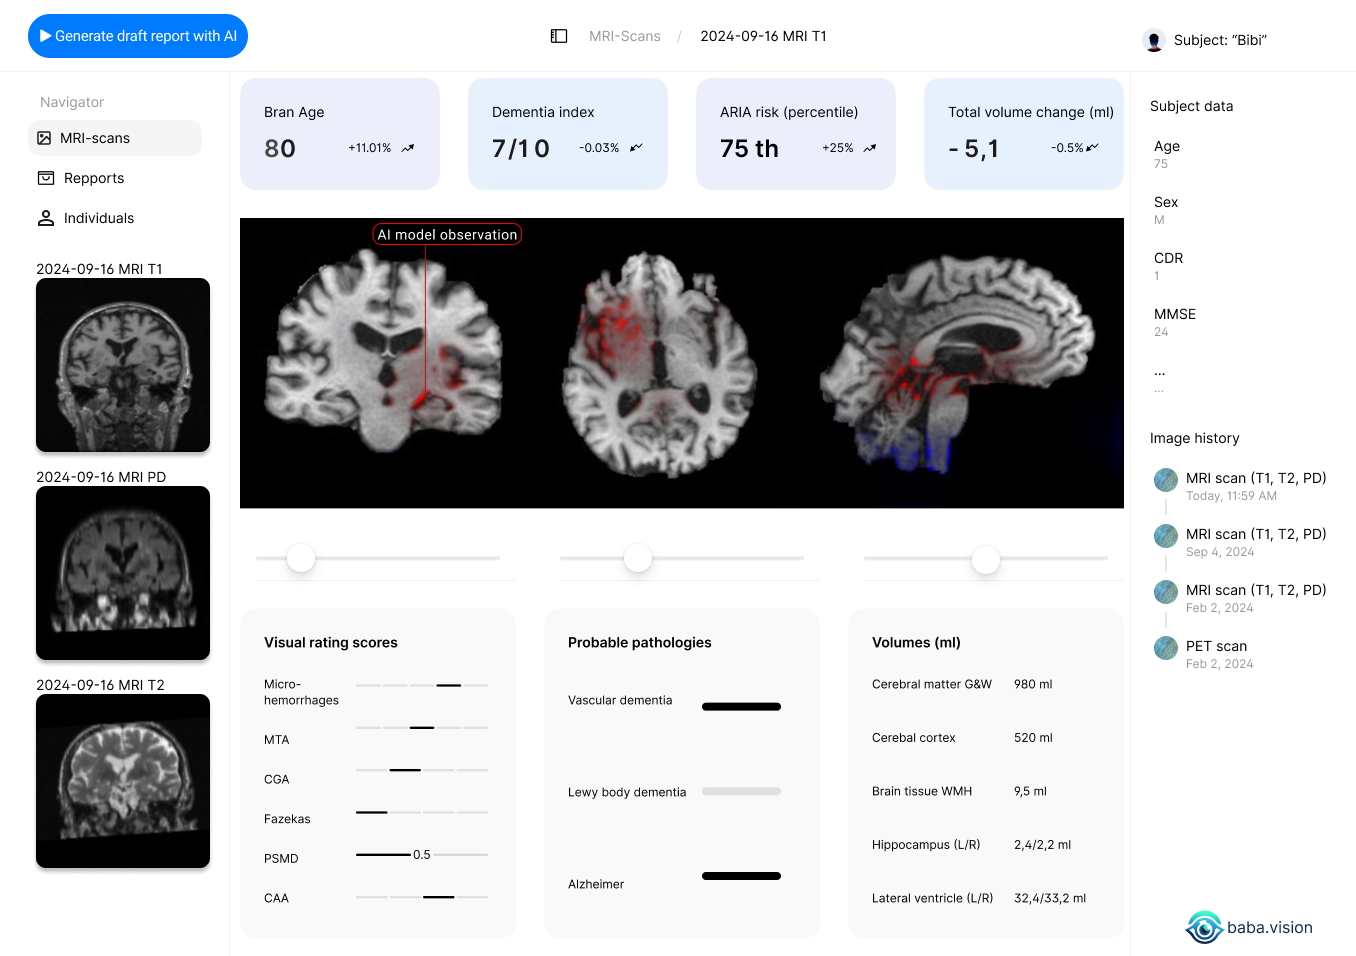 Generate draft report with AI
MRI-Scans / 2024-09-16 MRI T1
Subject: “Bibi”
Navigator
MRI-scans
Repports
Individuals
2024-09-16 MRI T1
2024-09-16 MRI PD
2024-09-16 MRI T2
Bran Age
80 +11.01%
Dementia index
7/10 -0.03%
ARIA risk (percentile)
75 th +25%
Total volume change (ml)
- 5,1 -0.5%
AI model observation
Visual rating scores
Micro-
hemorrhages
MTA
CGA
Fazekas
PSMD 0.5
CAA
Probable pathologies
Vascular dementia
Lewy body dementia
Alzheimer
Volumes (ml)
Cerebral matter G&W 980 ml
Cerebal cortex 520 ml
Brain tissue WMH 9,5 ml
Hippocampus (L/R) 2,4/2,2 ml
Lateral ventricle (L/R) 32,4/33,2 ml
Subject data
Age
75
Sex
M
CDR
1
MMSE
24
...
...
Image history
MRI scan (T1, T2, PD)
Today, 11:59 AM
MRI scan (T1, T2, PD)
Sep 4, 2024
MRI scan (T1, T2, PD)
Feb 2, 2024
PET scan
Feb 2, 2024
baba.vision